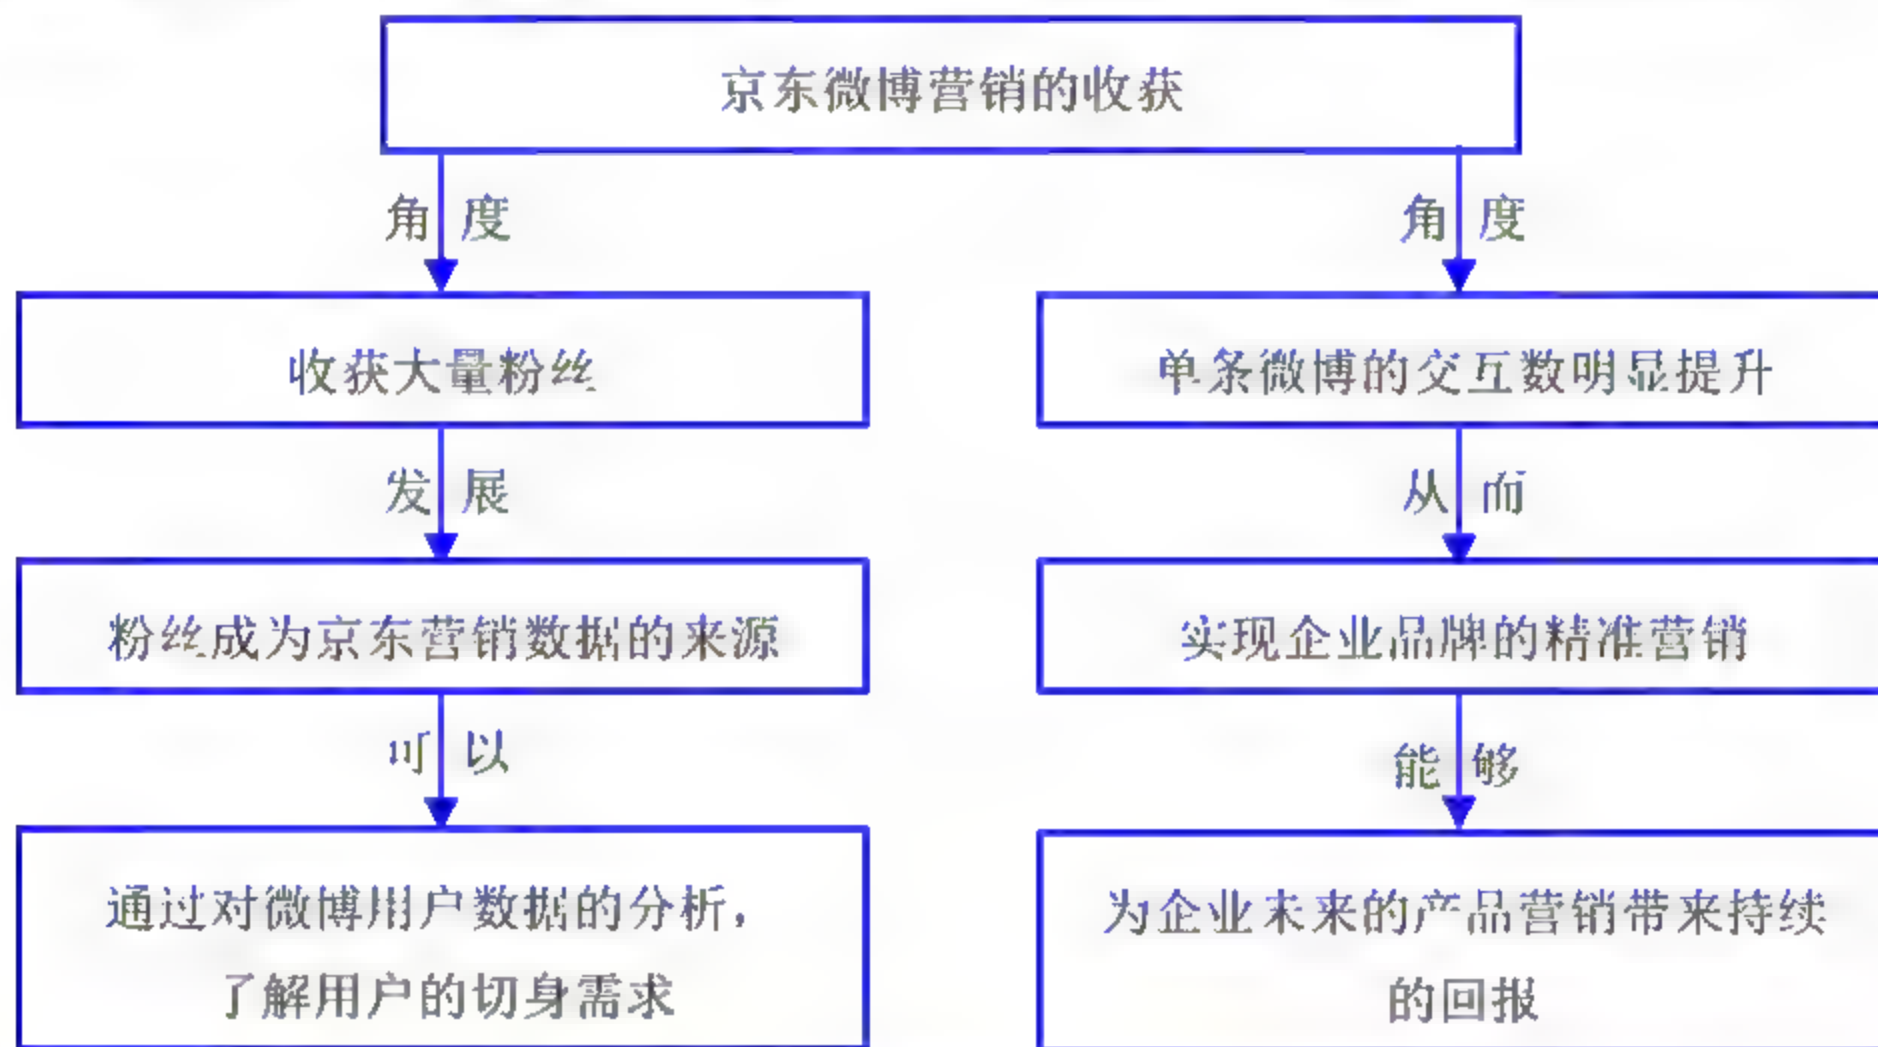 京东微博营销的收获
角度 角度
收获大量粉丝 单条微博的交互数明显提升
发展 从而
粉丝成为京东营销数据的来源 实现企业品牌的精准营销
可以 能够
通过对微博用户数据的分析,
了解用户的切身需求
为企业未来的产品营销带来持续
的回报